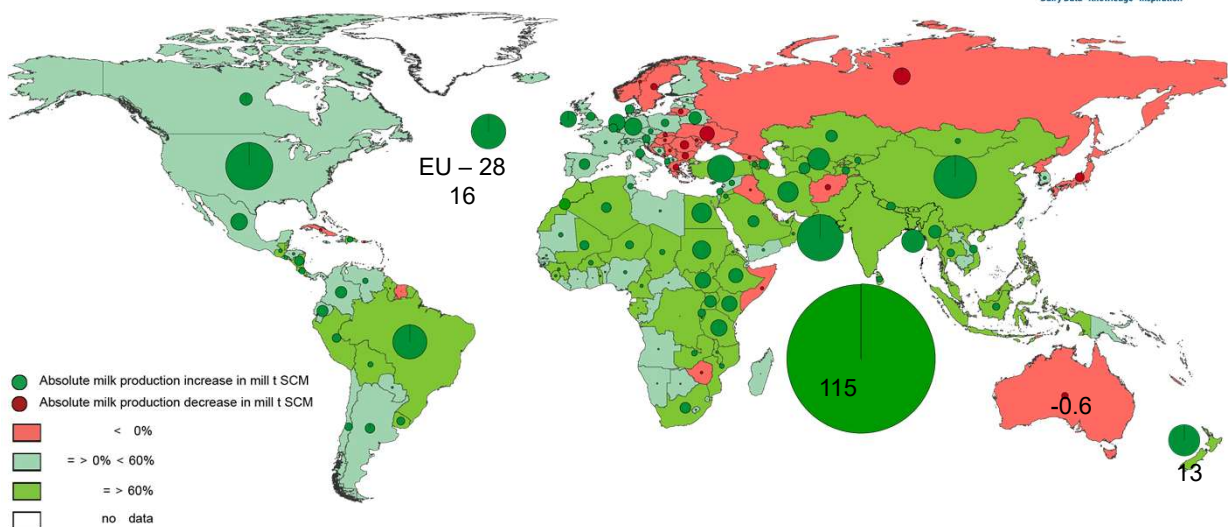 EU – 28
16
115
-0.6
13
Absolute milk production increase in mill t SCM
Absolute milk production decrease in mill t SCM
< 0%
= > 0% < 60%
= > 60%
no data